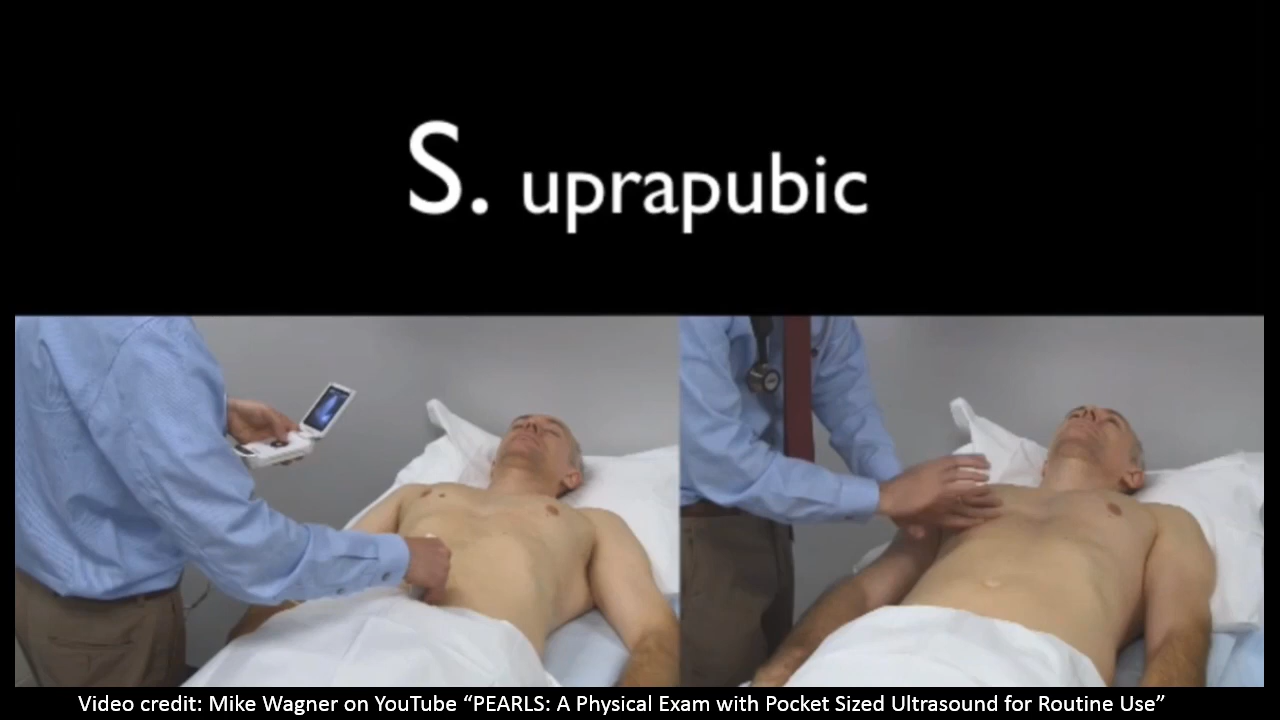 S. uprapubic
Video credit: Mike Wagner on YouTube “PEARLS: A Physical Exam with Pocket Sized Ultrasound for Routine Use”